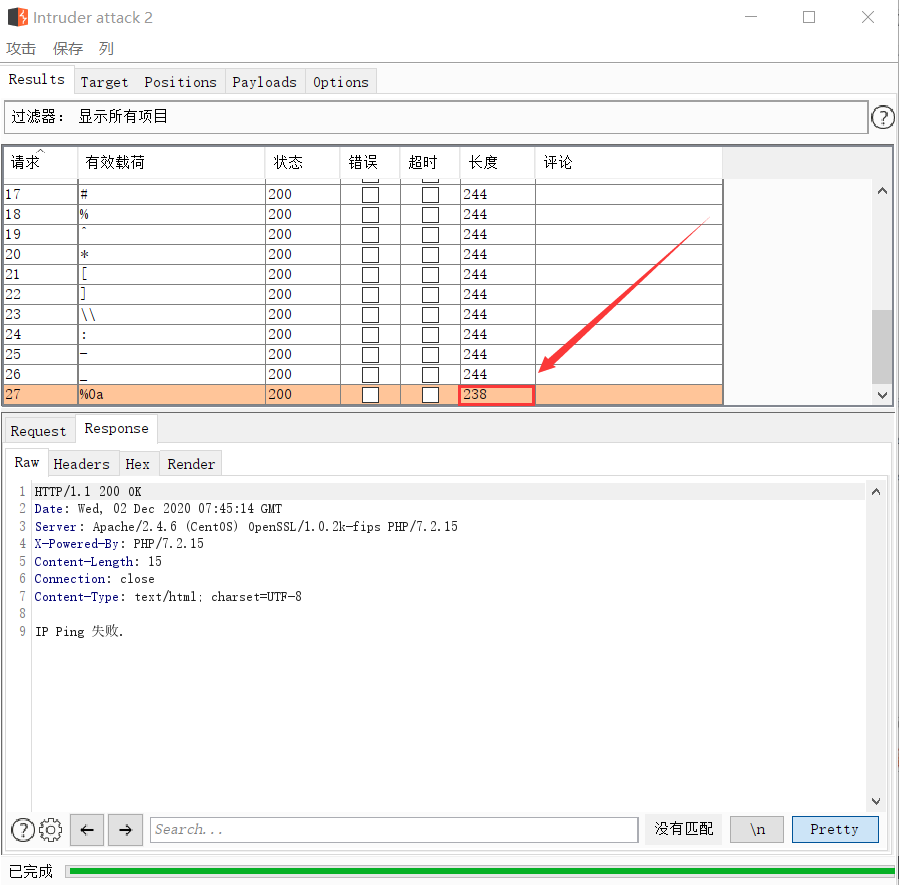 Intruder attack 2
攻击 保存 列
Results Target Positions Payloads Options
过滤器： 显示所有项目 ?
请求 有效载荷 状态 错误 超时 长度 评论
17 # 200 244
18 % 200 244
19 ^ 200 244
20 * 200 244
21 [ 200 244
22 ] 200 244
23 \\ 200 244
24 : 200 244
25 - 200 244
26 _ 200 244
27 %0a 200 238
Request Response
Raw Headers Hex Render
1 HTTP/1.1 200 OK
2 Date: Wed, 02 Dec 2020 07:45:14 GMT
3 Server: Apache/2.4.6 (CentOS) OpenSSL/1.0.2k-fips PHP/7.2.15
4 X-Powered-By: PHP/7.2.15
5 Content-Length: 15
6 Connection: close
7 Content-Type: text/html; charset=UTF-8
8
9 IP Ping 失败.
? Search... 没有匹配 \n Pretty
已完成